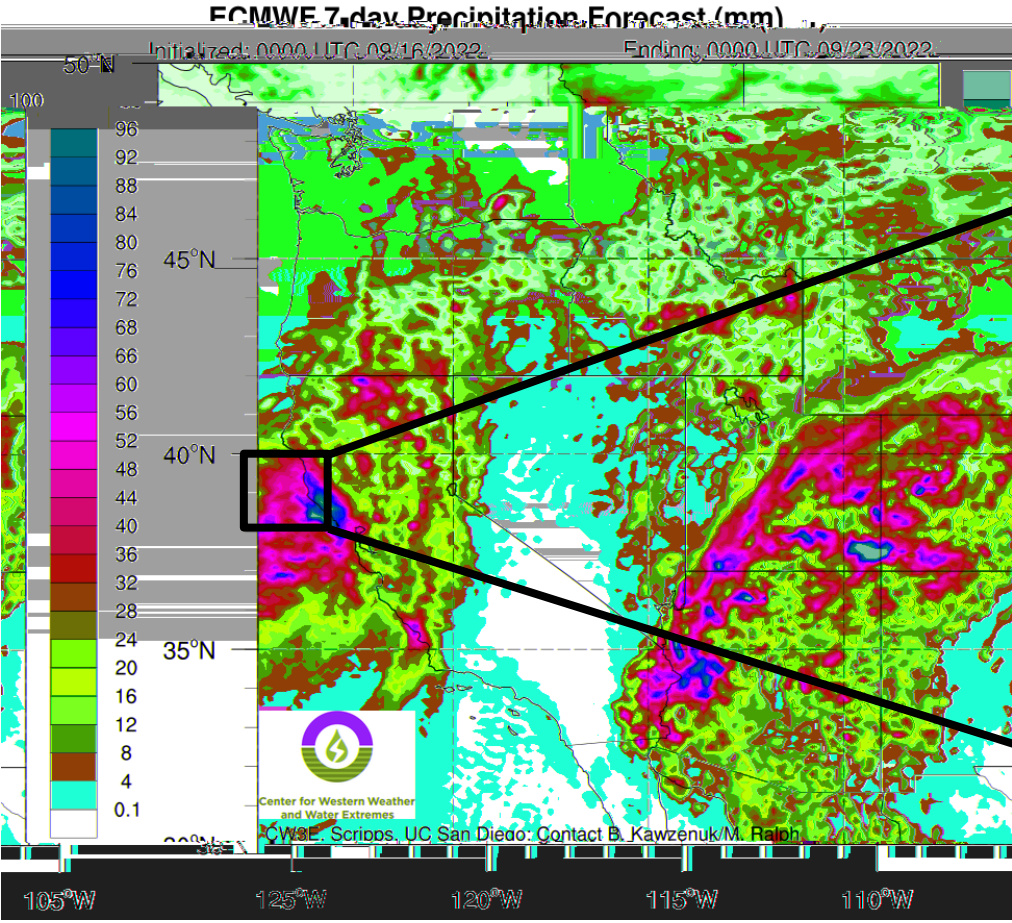 ECMWF 7-day Precipitation Forecast (mm)
Initialized: 0000 UTC 09/16/2022
Ending: 0000 UTC 09/23/2022
50°N
100
96
92
88
84
80
76
72
68
66
60
56
52
48
44
40
36
32
28
24
20
16
12
8
4
0.1
45°N
40°N
35°N
Center for Western Weather
and Water Extremes
CW3E, Scripps, UC San Diego; Contact B. Kawzenuk/M. Ralph
105°W
125°W
120°W
115°W
110°W